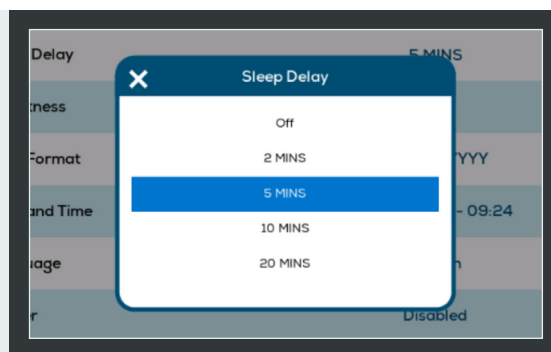 Delay 5 MINS
Sleep Delay
tness
Off
Format
2 MINS
YYY
5 MINS
and Time
- 09:24
10 MINS
uage
20 MINS
Disabled